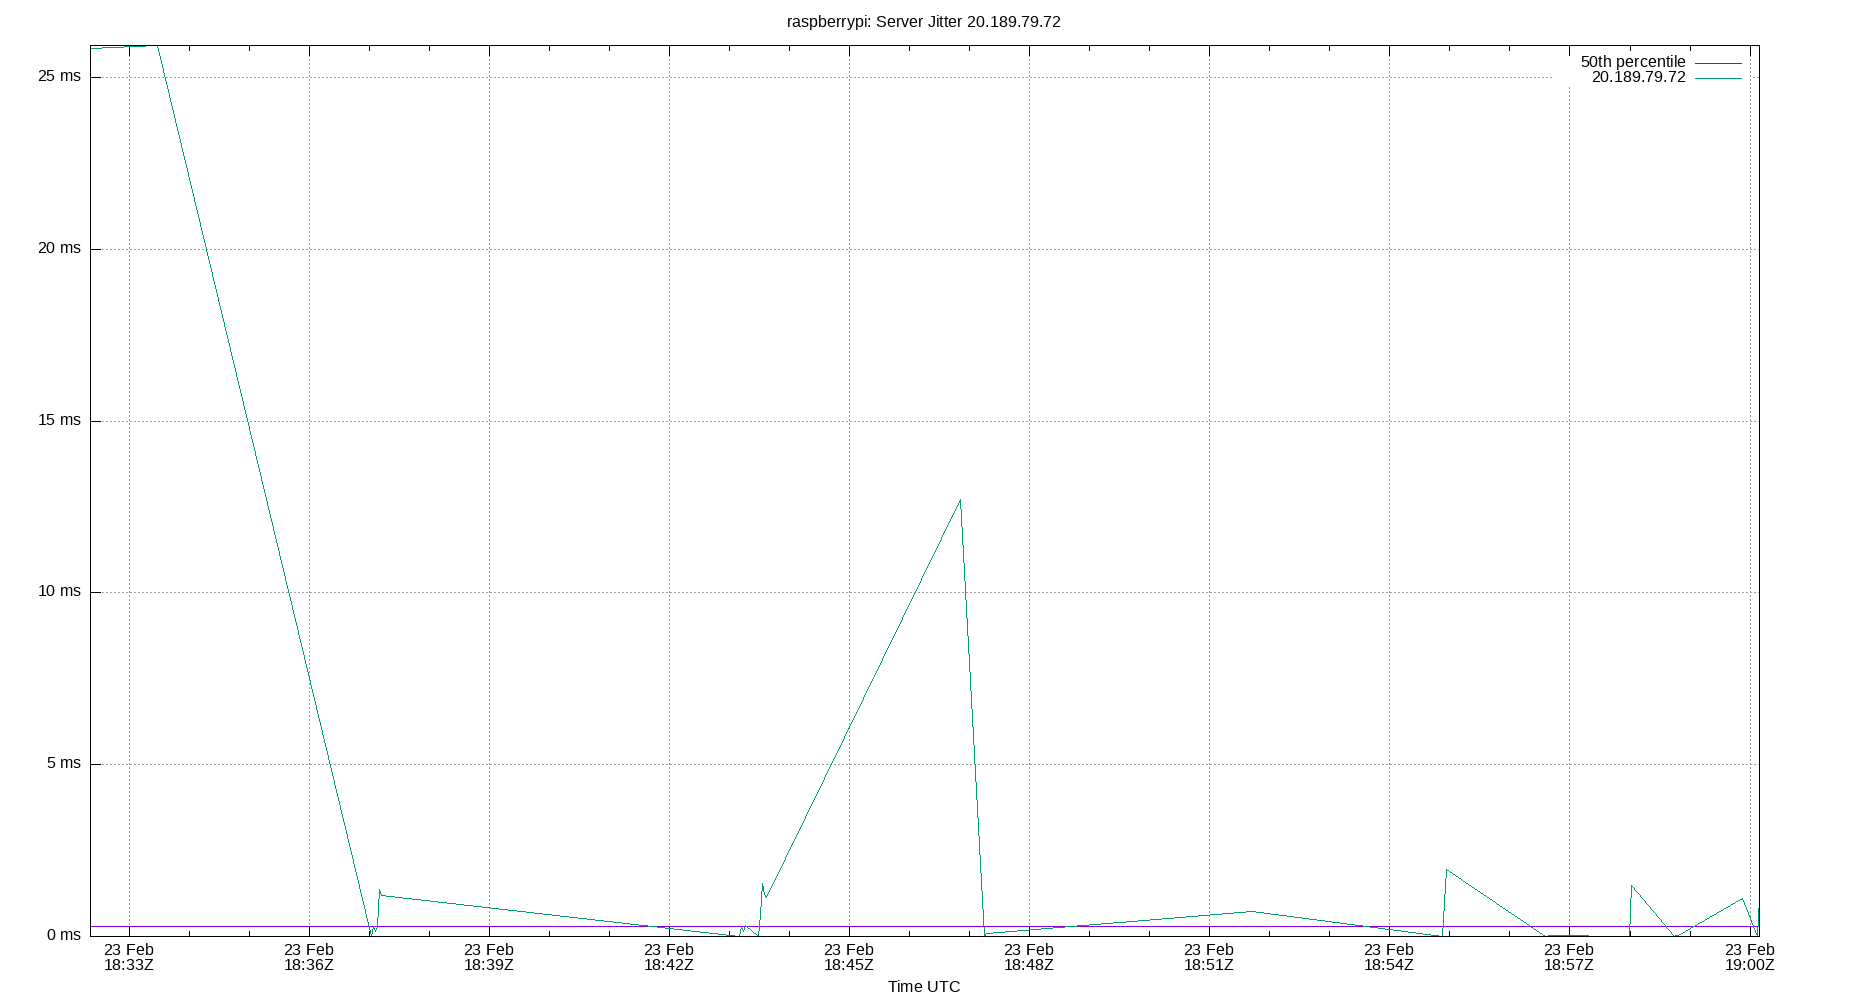 raspberrypi: Server Jitter 20.189.79.72
50th percentile
20.189.79.72
25 ms
20 ms
15 ms
10 ms
5 ms
0 ms
23 Feb 23 Feb 23 Feb 23 Feb 23 Feb 23 Feb 23 Feb 23 Feb 23 Feb 23 Feb
18:33Z 18:36Z 18:39Z 18:42Z 18:45Z 18:48Z 18:51Z 18:54Z 18:57Z 19:00Z
Time UTC